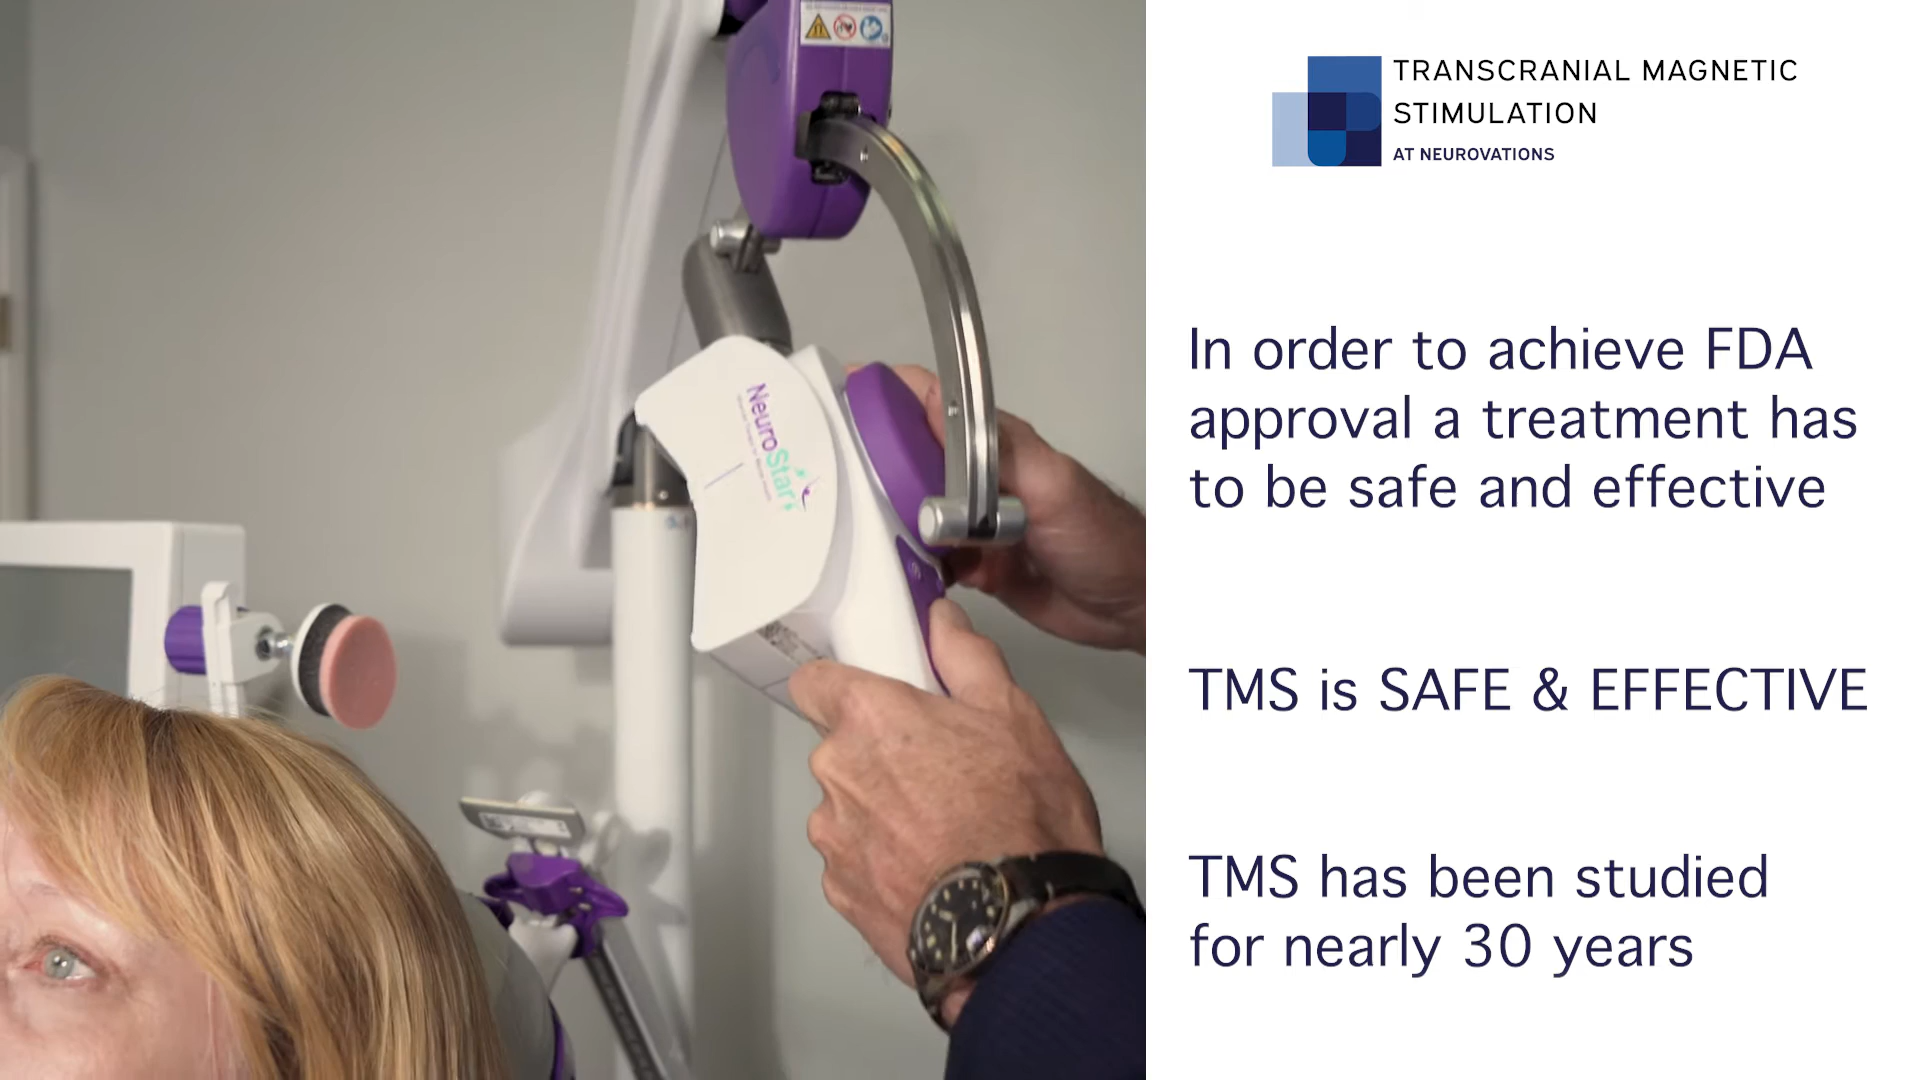 TRANSCRANIAL MAGNETIC
STIMULATION
AT NEUROVATIONS
In order to achieve FDA
approval a treatment has
to be safe and effective
TMS is SAFE & EFFECTIVE
TMS has been studied
for nearly 30 years
NeuroStar